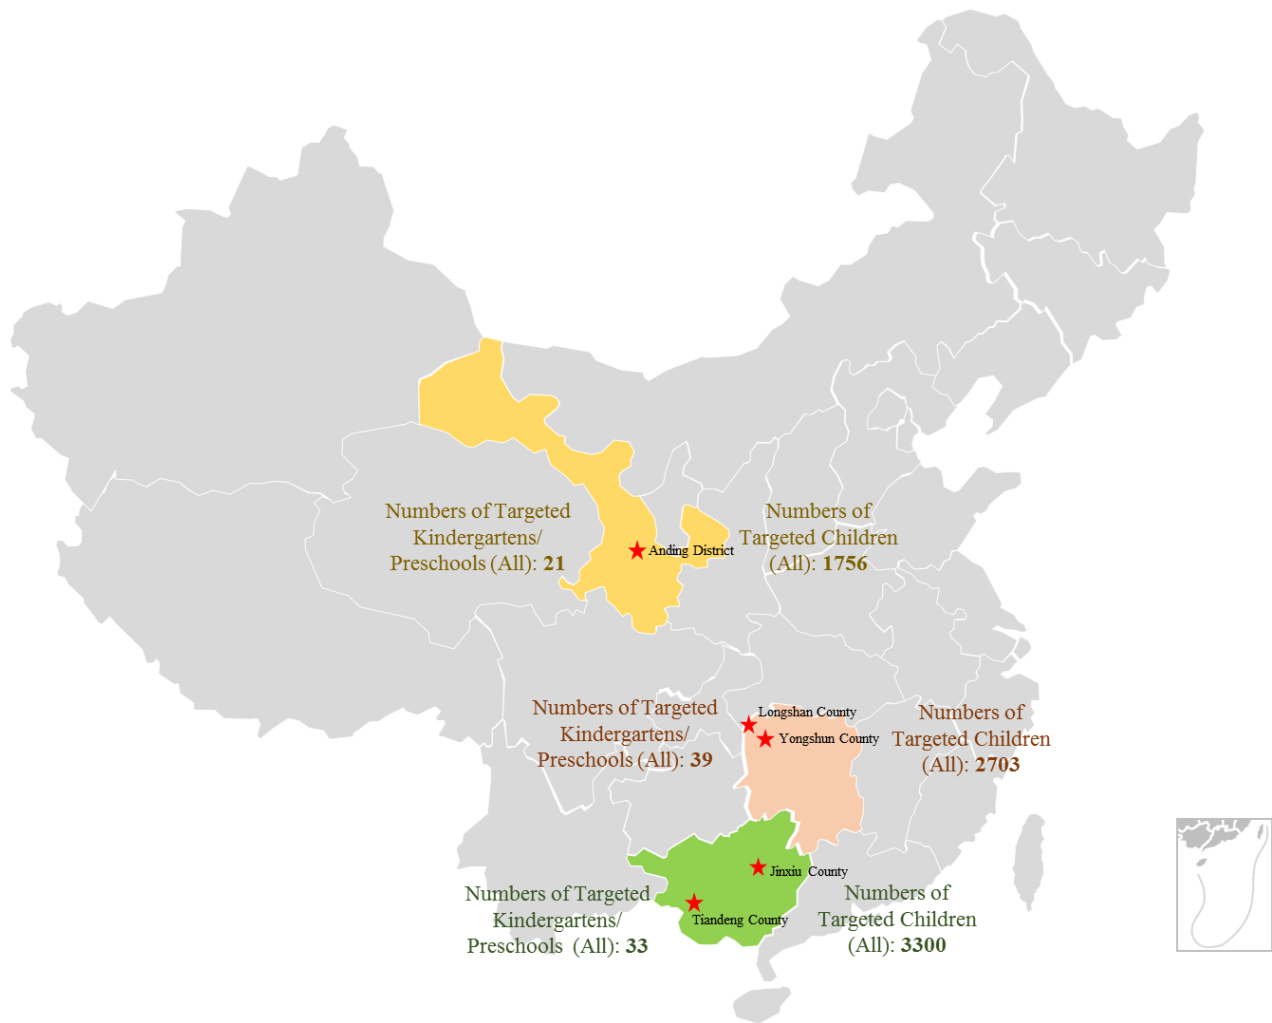 Numbers of Targeted
Kindergartens/
Preschools (All): 21
Anding District
Numbers of
Targeted Children
(All): 1756
Numbers of Targeted
Kindergartens/
Preschools (All): 39
Longshan County
Yongshun County
Numbers of
Targeted Children
(All): 2703
Numbers of Targeted
Kindergartens/
Preschools (All): 33
Jinxiu County
Tiandeng County
Numbers of
Targeted Children
(All): 3300